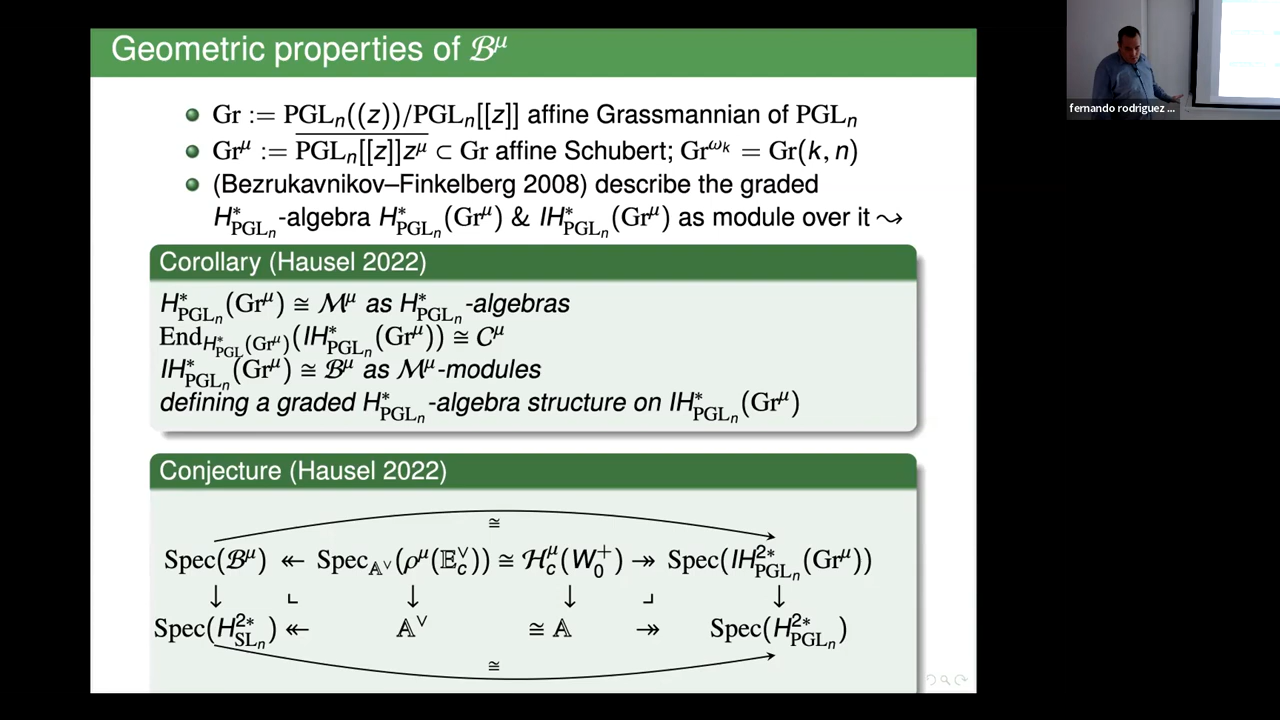 Geometric properties of ℬ^μ
Gr := PGL_n((z))/PGL_n[[z]] affine Grassmannian of PGL_n
Gr^μ := \overline{PGL_n[[z]]z^μ} ⊂ Gr affine Schubert; Gr^{ω_k} = Gr(k, n)
(Bezrukavnikov–Finkelberg 2008) describe the graded
H^*_{PGL_n}-algebra H^*_{PGL_n}(Gr^μ) & IH^*_{PGL_n}(Gr^μ) as module over it ⇝
Corollary (Hausel 2022)
H^*_{PGL_n}(Gr^μ) ≅ ℳ^μ as H^*_{PGL_n}-algebras
End_{H^*_{PGL}(Gr^μ)}(IH^*_{PGL_n}(Gr^μ)) ≅ 𝒞^μ
IH^*_{PGL_n}(Gr^μ) ≅ ℬ^μ as ℳ^μ-modules
defining a graded H^*_{PGL_n}-algebra structure on IH^*_{PGL_n}(Gr^μ)
Conjecture (Hausel 2022)
≅
Spec(ℬ^μ) ↞ Spec_{𝔸^∨}(ρ^μ(𝔼_c^∨)) ≅ ℋ_c^μ(W_0^+) ↠ Spec(IH^{2*}_{PGL_n}(Gr^μ))
↓ ⌞ ↓ ↓ ⌟ ↓
Spec(H^{2*}_{SL_n}) ↞ 𝔸^∨ ≅ 𝔸 ↠ Spec(H^{2*}_{PGL_n})
≅
fernando rodriguez ...